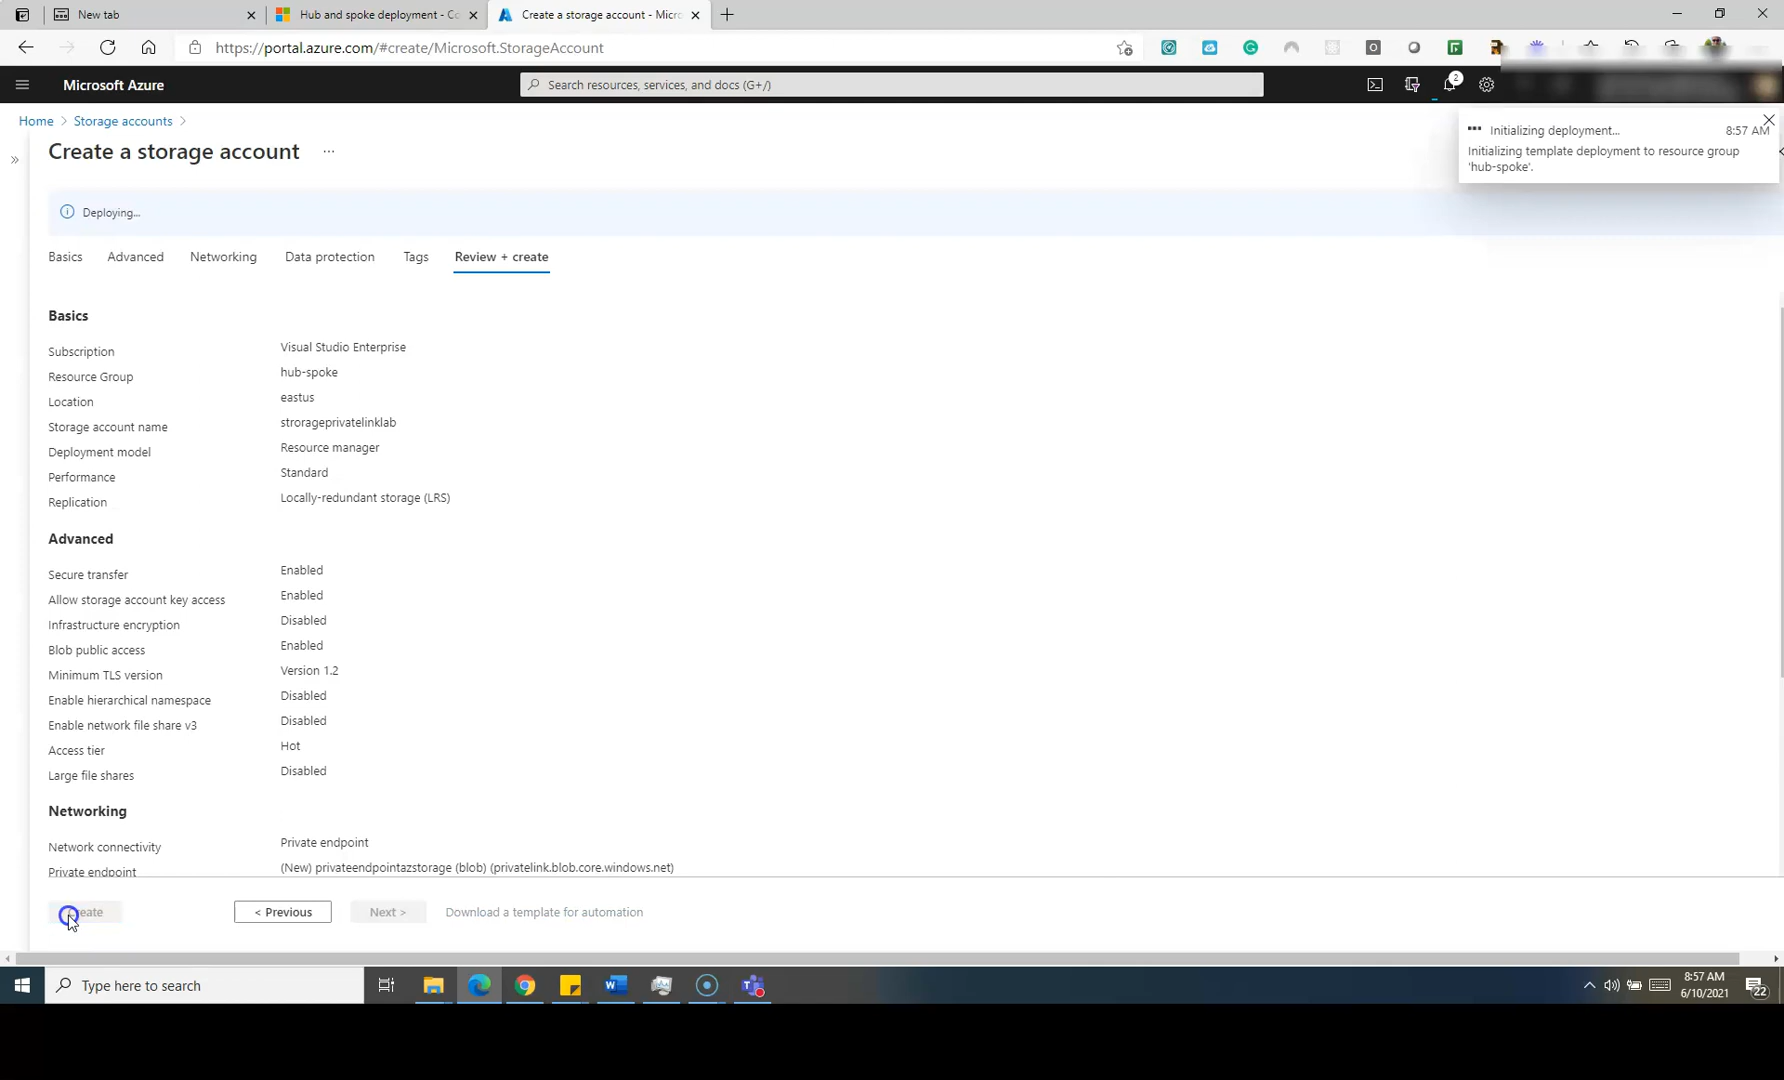 New tab
Hub and spoke deployment - Co
Create a storage account - Micro
https://portal.azure.com/#create/Microsoft.StorageAccount
Microsoft Azure
Search resources, services, and docs (G+/)
2
Home > Storage accounts >
Create a storage account
Initializing deployment...
8:57 AM
Initializing template deployment to resource group
'hub-spoke'.
Deploying...
Basics
Advanced
Networking
Data protection
Tags
Review + create
Basics
Subscription
Visual Studio Enterprise
Resource Group
hub-spoke
Location
eastus
Storage account name
strorageprivatelinklab
Deployment model
Resource manager
Performance
Standard
Replication
Locally-redundant storage (LRS)
Advanced
Secure transfer
Enabled
Allow storage account key access
Enabled
Infrastructure encryption
Disabled
Blob public access
Enabled
Minimum TLS version
Version 1.2
Enable hierarchical namespace
Disabled
Enable network file share v3
Disabled
Access tier
Hot
Large file shares
Disabled
Networking
Network connectivity
Private endpoint
Private endpoint
(New) privateendpointazstorage (blob) (privatelink.blob.core.windows.net)
Create
< Previous
Next >
Download a template for automation
Type here to search
8:57 AM
6/10/2021
22